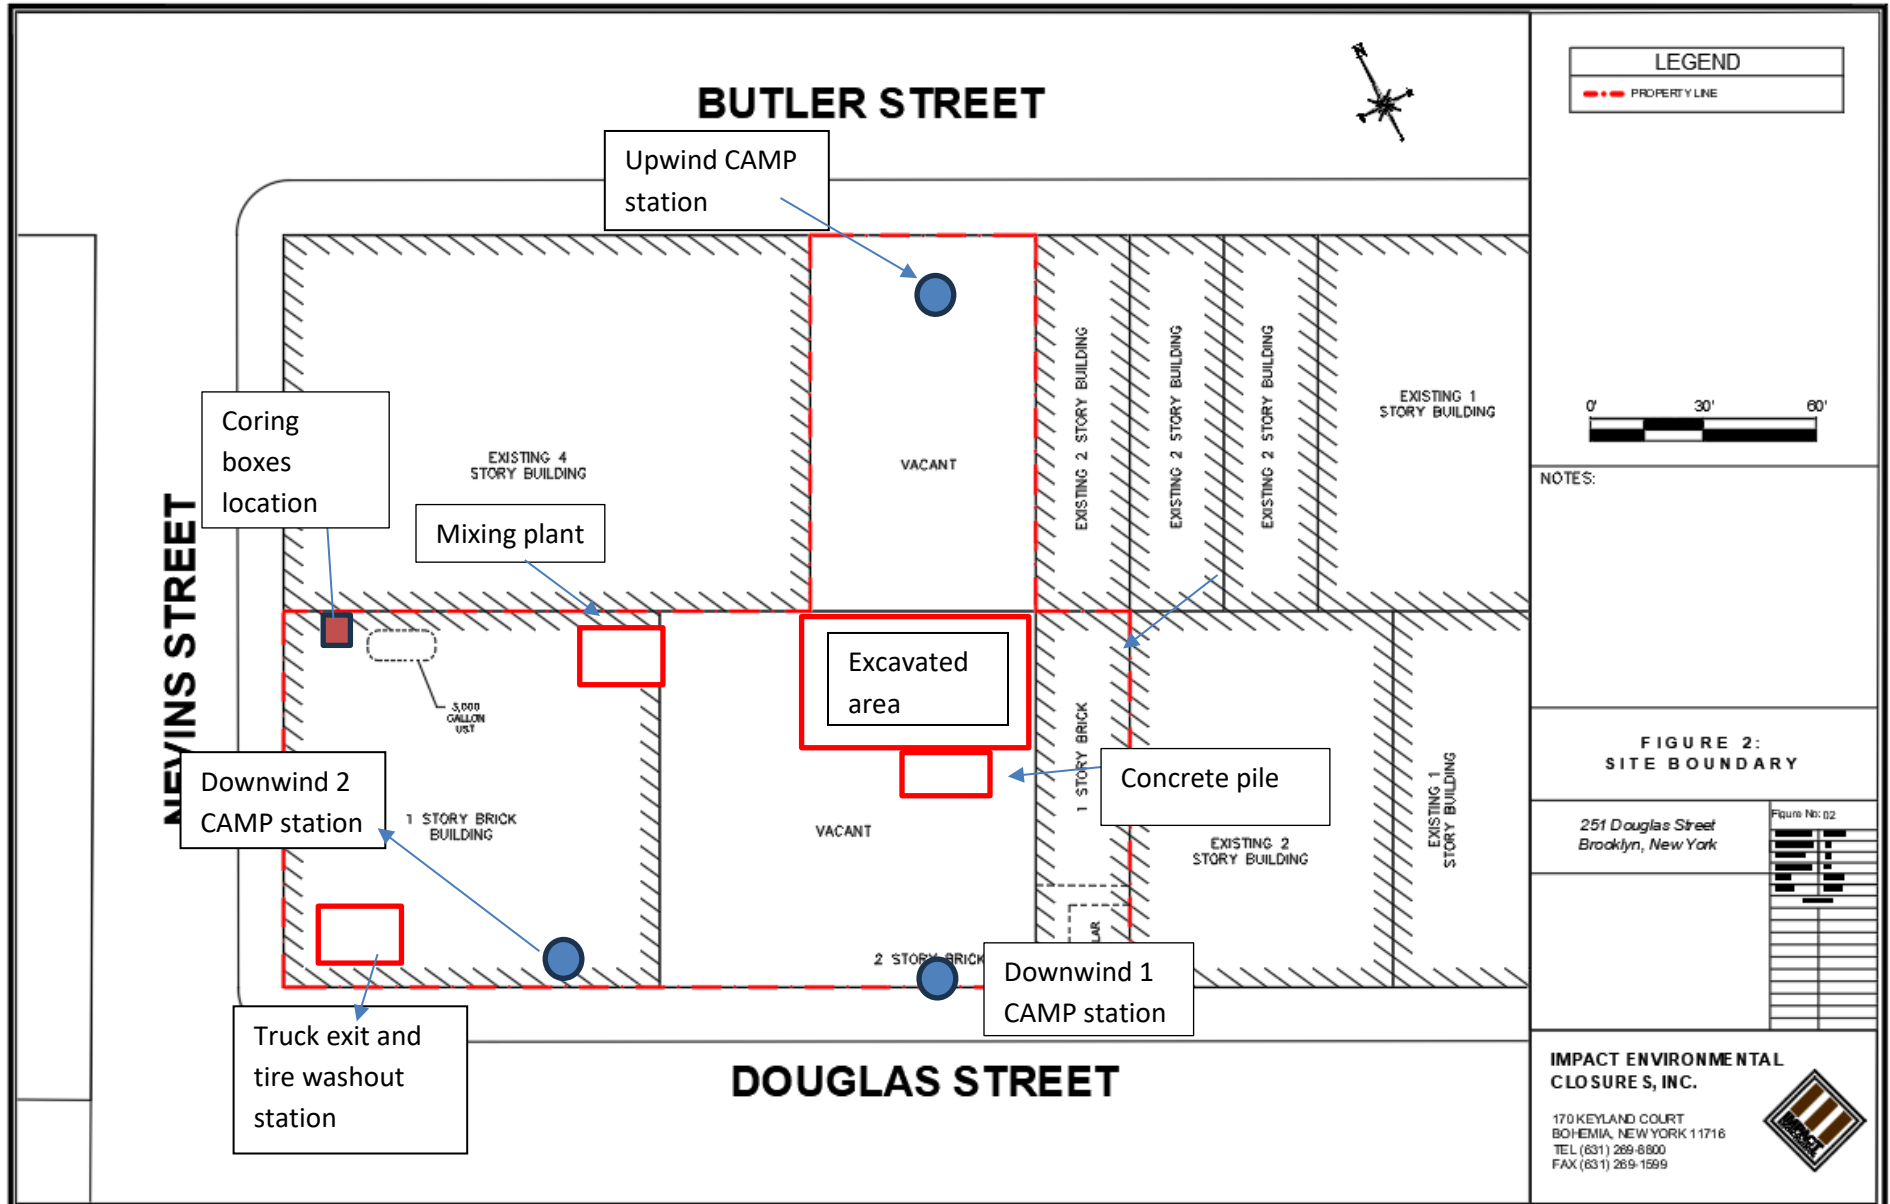 BUTLER STREET
N
Upwind CAMP
station
LEGEND
PROPERTY LINE
0' 30' 60'
NOTES:
Coring
boxes
location
Mixing plant
EXISTING 4
STORY BUILDING
VACANT
EXISTING 2 STORY BUILDING
EXISTING 2 STORY BUILDING
EXISTING 2 STORY BUILDING
EXISTING 1
STORY BUILDING
NEVINS STREET
3,000
GALLON
UST
Excavated
area
1 STORY BRICK
Concrete pile
Downwind 2
CAMP station
1 STORY BRICK
BUILDING
VACANT
EXISTING 2
STORY BUILDING
EXISTING 1
STORY BUILDING
LAR
2 STORY BRICK
Downwind 1
CAMP station
Truck exit and
tire washout
station
DOUGLAS STREET
FIGURE 2:
SITE BOUNDARY
251 Douglas Street
Brooklyn, New York
Figure No: 02
IMPACT ENVIRONMENTAL
CLOSURES, INC.
170 KEYLAND COURT
BOHEMIA, NEW YORK 11716
TEL (631) 269-8800
FAX (631) 269-1599
IMPACT